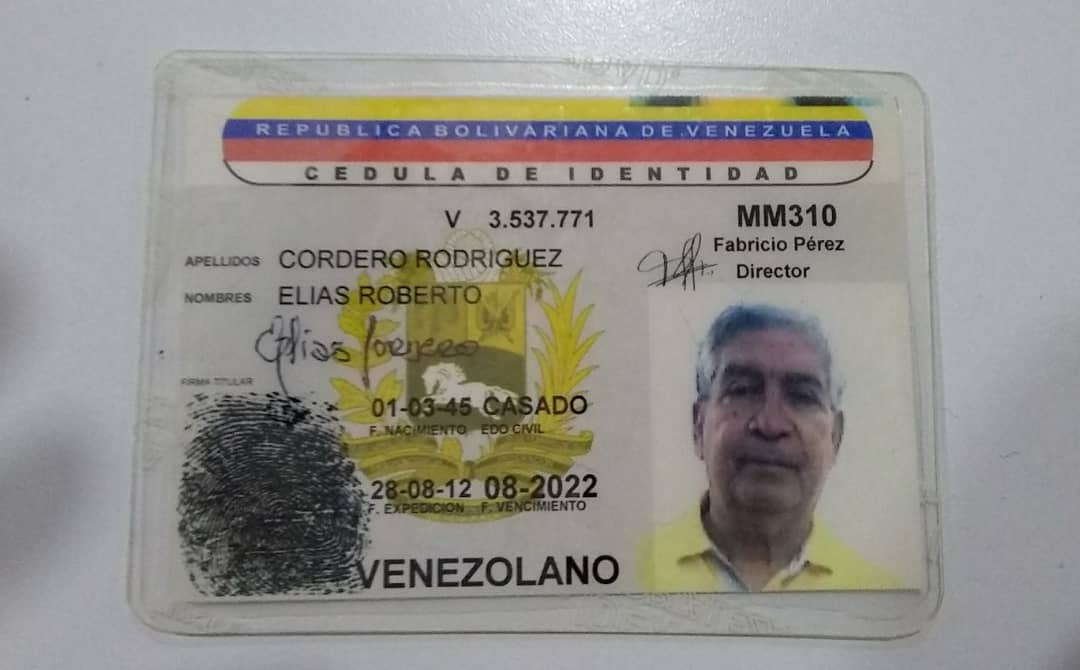 REPUBLICA BOLIVARIANA DE VENEZUELA
CEDULA DE IDENTIDAD
V 3.537.771
MM310
Fabricio Pérez
Director
APELLIDOS CORDERO RODRIGUEZ
NOMBRES ELIAS ROBERTO
Elias Cordero
FIRMA TITULAR
01-03-45 CASADO
F. NACIMIENTO EDO CIVIL
28-08-12 08-2022
F. EXPEDICION F. VENCIMIENTO
VENEZOLANO